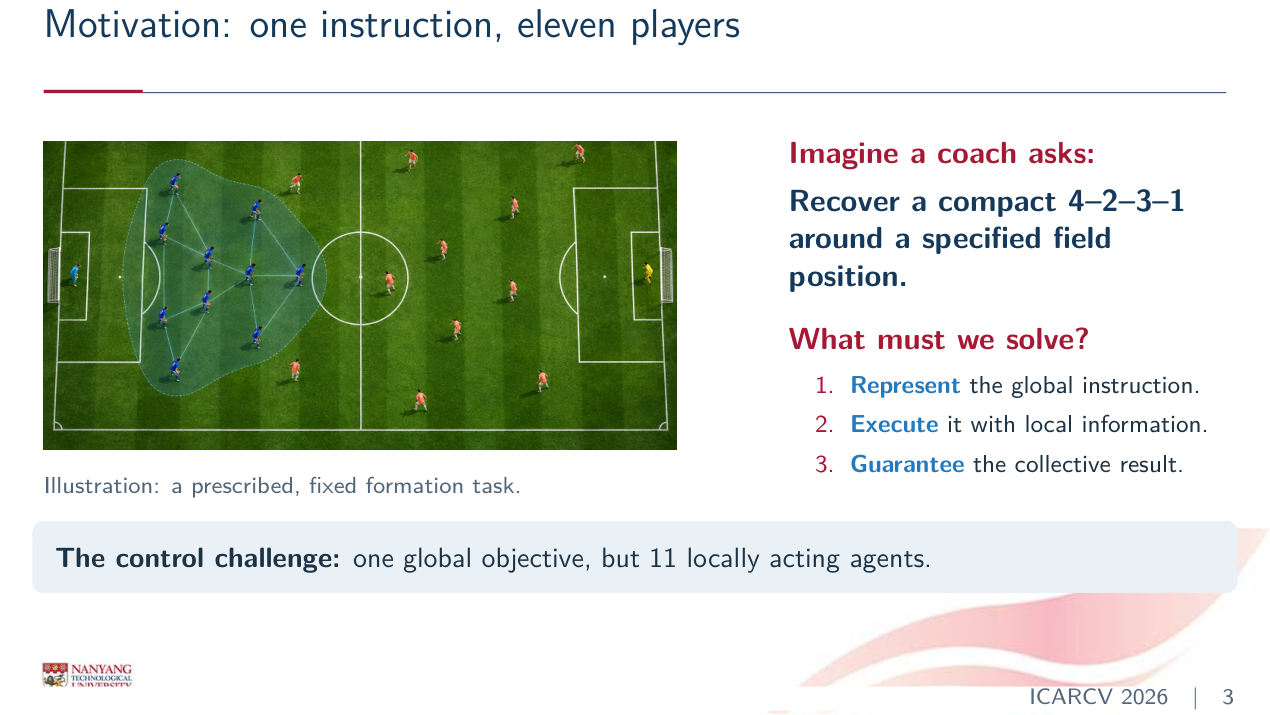 Motivation: one instruction, eleven players
Imagine a coach asks:
Recover a compact 4–2–3–1
around a specified field
position.
What must we solve?
1. Represent the global instruction.
2. Execute it with local information.
3. Guarantee the collective result.
Illustration: a prescribed, fixed formation task.
The control challenge: one global objective, but 11 locally acting agents.
NANYANG
TECHNOLOGICAL
UNIVERSITY
ICARCV 2026 | 3